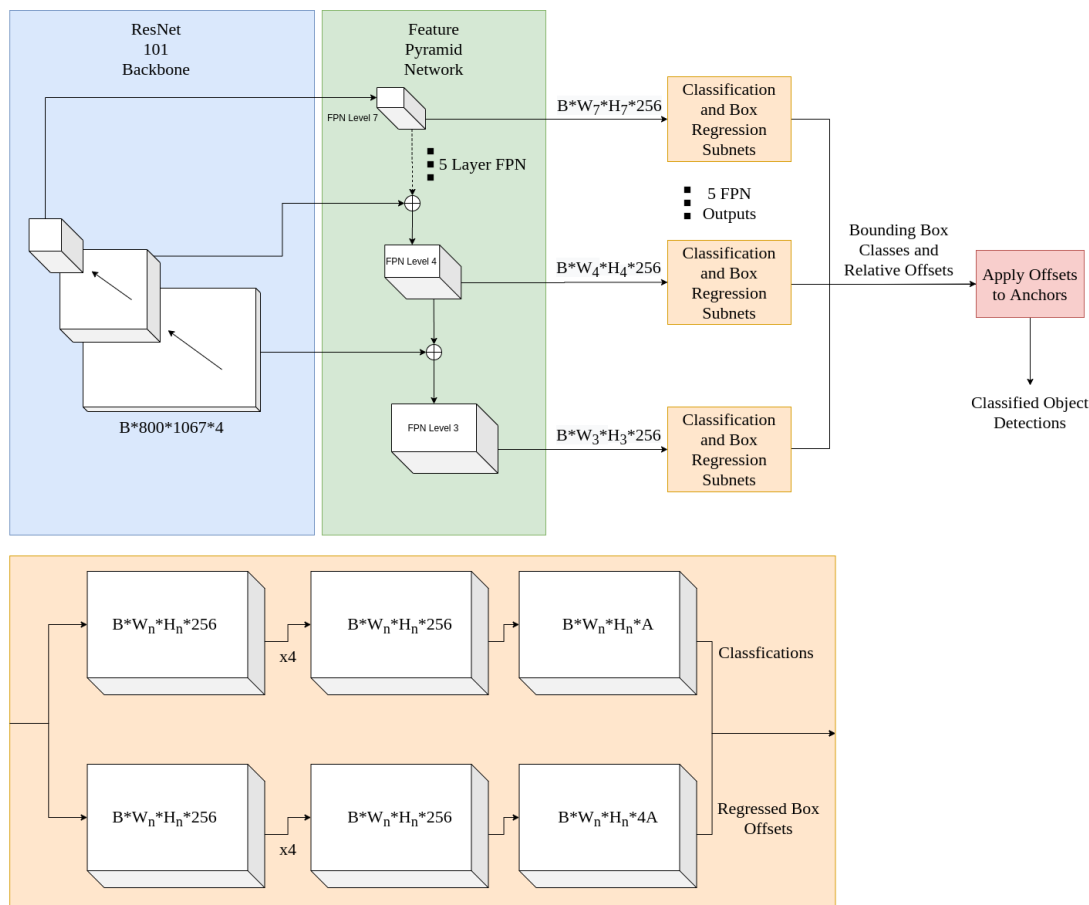 ResNet
101
Backbone
Feature
Pyramid
Network
FPN Level 7
5 Layer FPN
FPN Level 4
FPN Level 3
B*800*1067*4
B*W₇*H₇*256
B*W₄*H₄*256
B*W₃*H₃*256
Classification
and Box
Regression
Subnets
5 FPN
Outputs
Classification
and Box
Regression
Subnets
Classification
and Box
Regression
Subnets
Bounding Box
Classes and
Relative Offsets
Apply Offsets
to Anchors
Classified Object
Detections
B*Wₙ*Hₙ*256
x4
B*Wₙ*Hₙ*256
B*Wₙ*Hₙ*A
Classfications
B*Wₙ*Hₙ*256
x4
B*Wₙ*Hₙ*256
B*Wₙ*Hₙ*4A
Regressed Box
Offsets